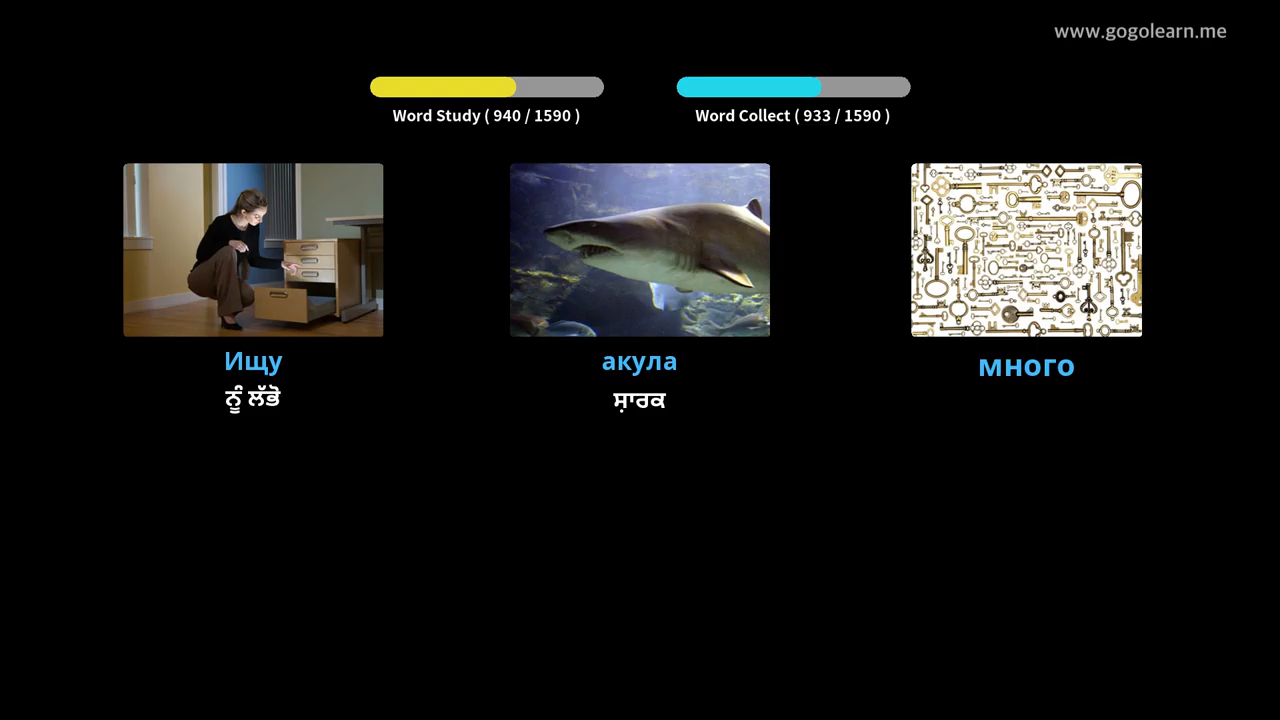 www.gogolearn.me
Word Study ( 940 / 1590 )
Word Collect ( 933 / 1590 )
Ищу
ਨੂੰ ਲੱਭੋ
акула
ਸ਼ਾਰਕ
много